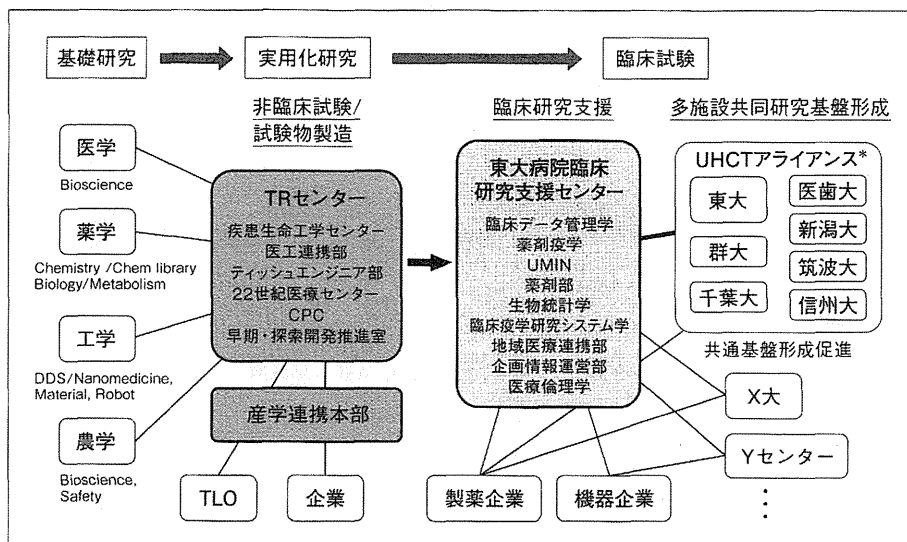 基礎研究
実用化研究
臨床試験
非臨床試験/
試験物製造
臨床研究支援
多施設共同研究基盤形成
医学
Bioscience
薬学
Chemistry /Chem library
Biology/Metabolism
工学
DDS/Nanomedicine,
Material, Robot
農学
Bioscience,
Safety
TRセンター
疾患生命工学センター
医工連携部
ティッシュエンジニア部
22世紀医療センター
CPC
早期・探索開発推進室
産学連携本部
TLO
企業
東大病院臨床
研究支援センター
臨床データ管理学
薬剤疫学
UMIN
薬剤部
生物統計学
臨床疫学研究システム学
地域医療連携部
企画情報運営部
医療倫理学
製薬企業
機器企業
UHCTアライアンス*
東大
群大
千葉大
医歯大
新潟大
筑波大
信州大
共通基盤形成促進
X大
Yセンター